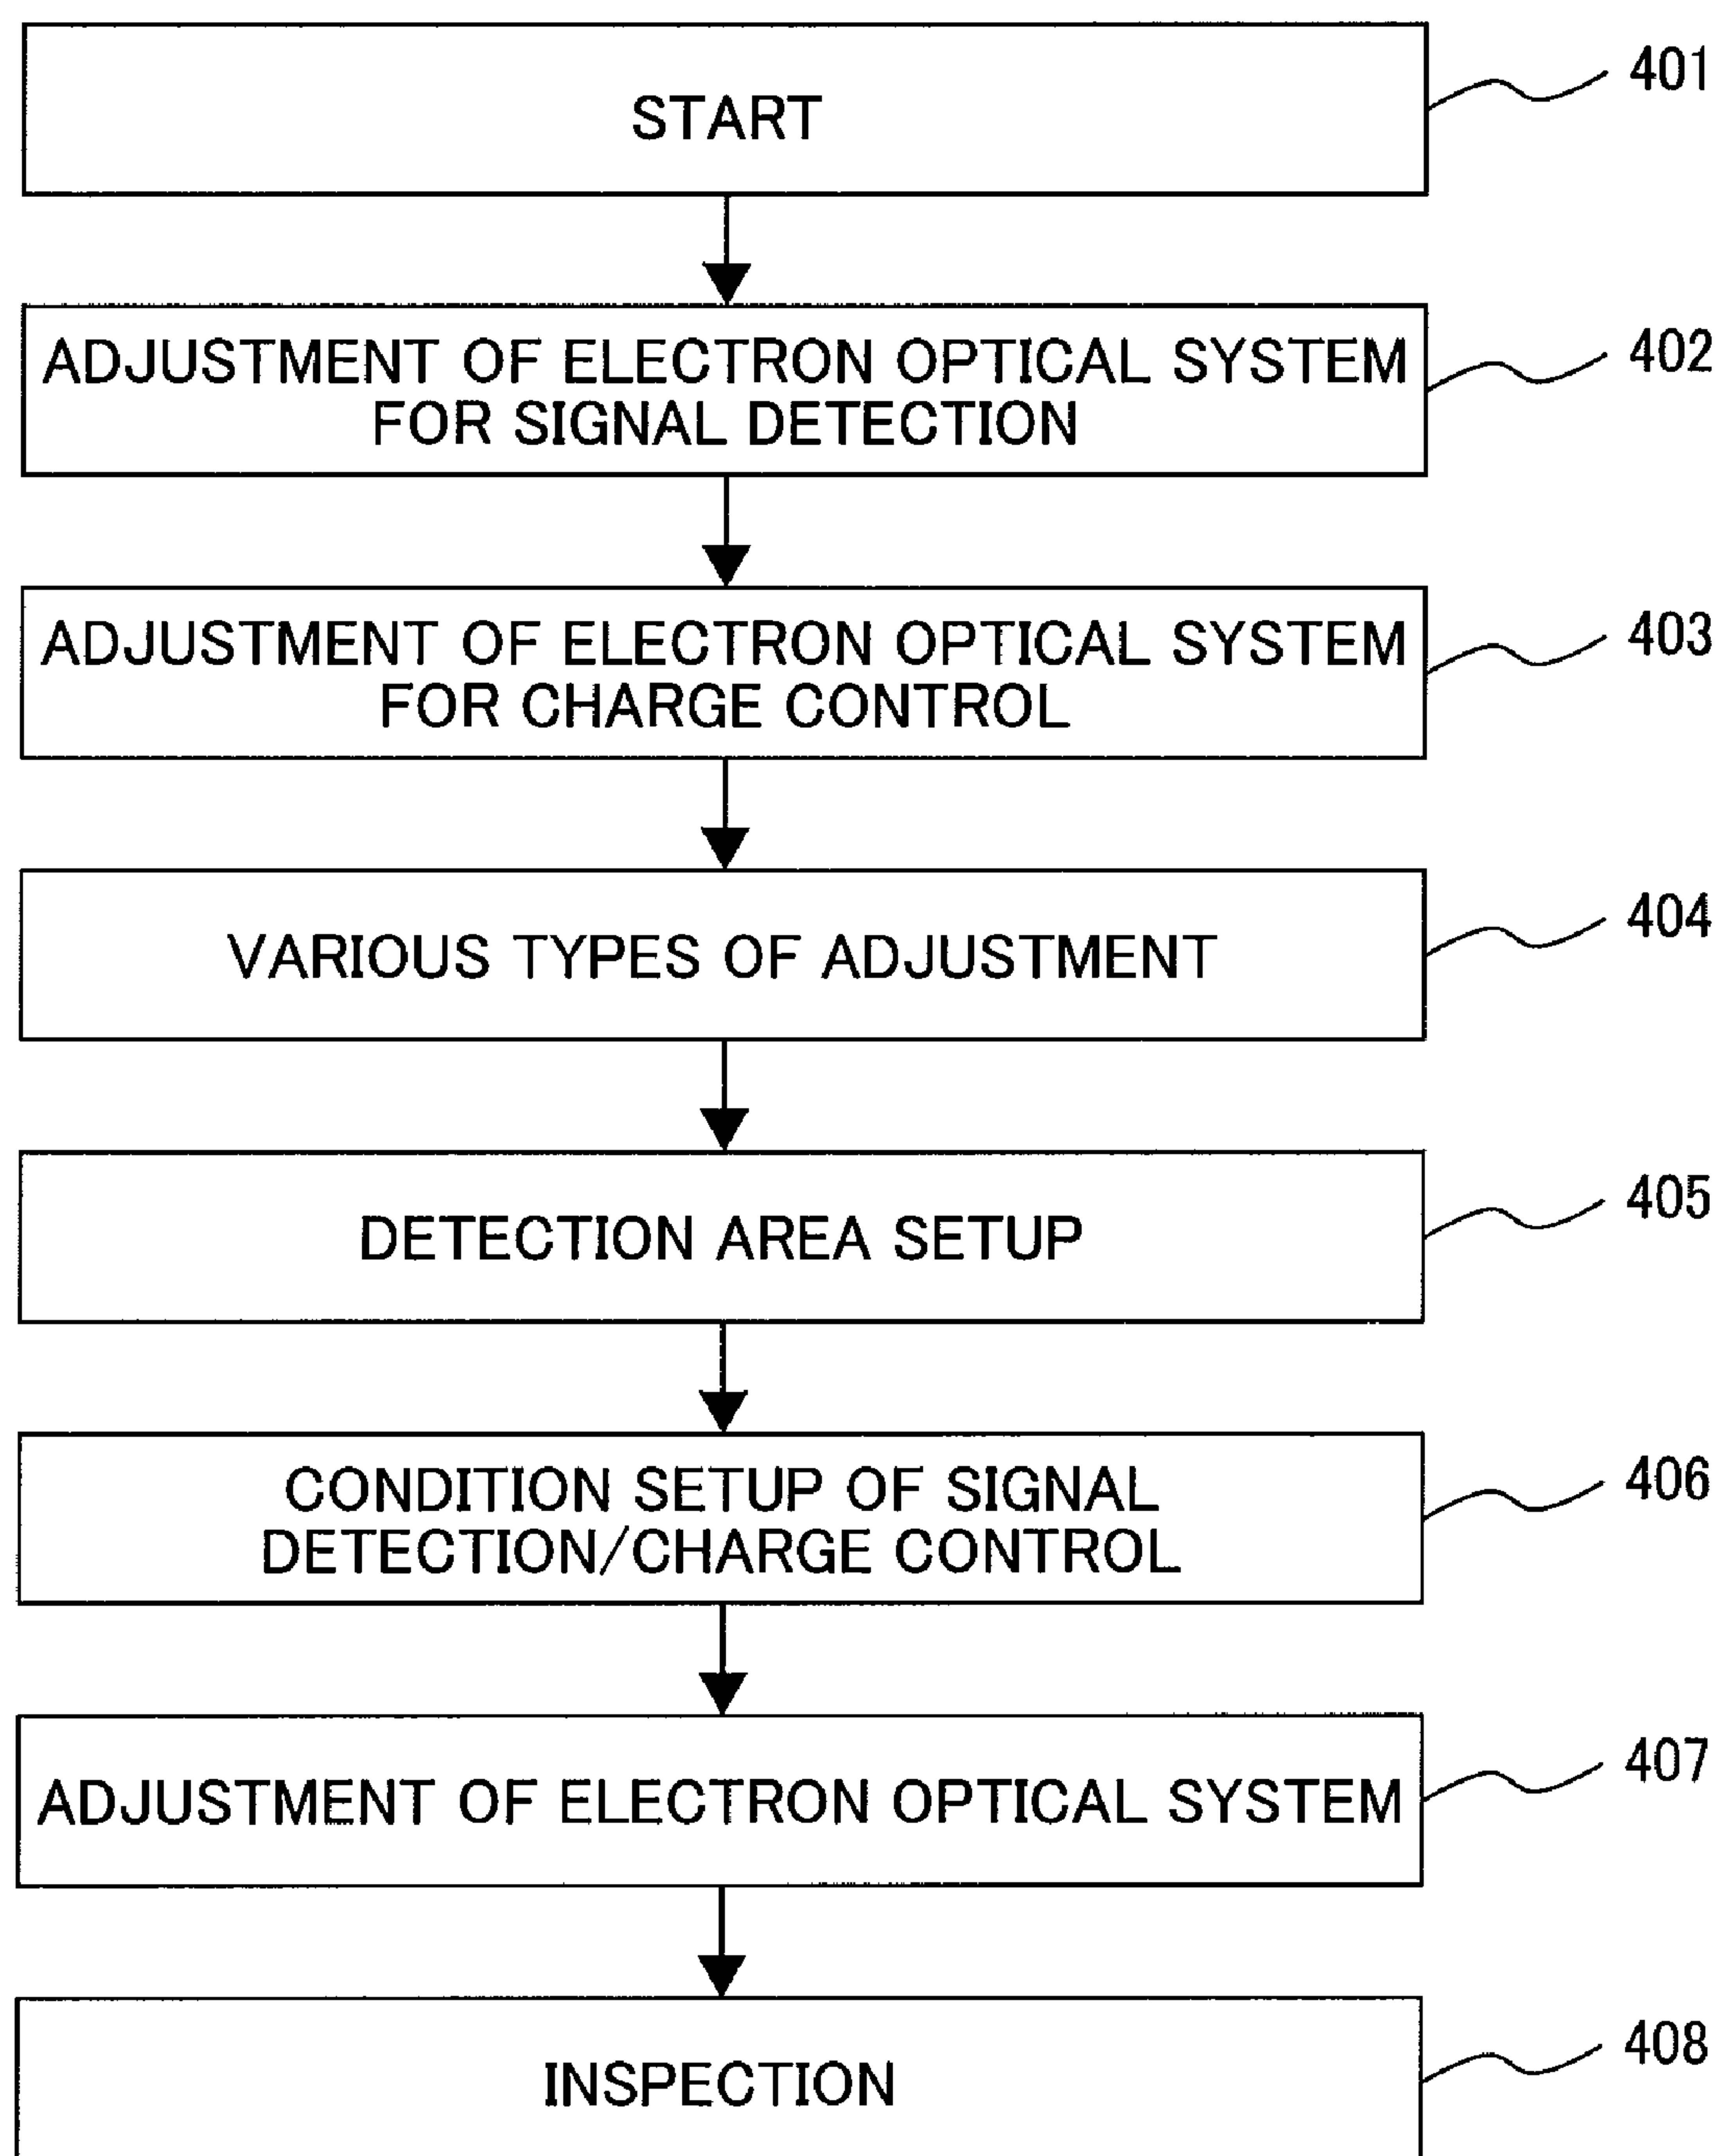 START
401
ADJUSTMENT OF ELECTRON OPTICAL SYSTEM
FOR SIGNAL DETECTION
402
ADJUSTMENT OF ELECTRON OPTICAL SYSTEM
FOR CHARGE CONTROL
403
VARIOUS TYPES OF ADJUSTMENT
404
DETECTION AREA SETUP
405
CONDITION SETUP OF SIGNAL
DETECTION/CHARGE CONTROL
406
ADJUSTMENT OF ELECTRON OPTICAL SYSTEM
407
INSPECTION
408